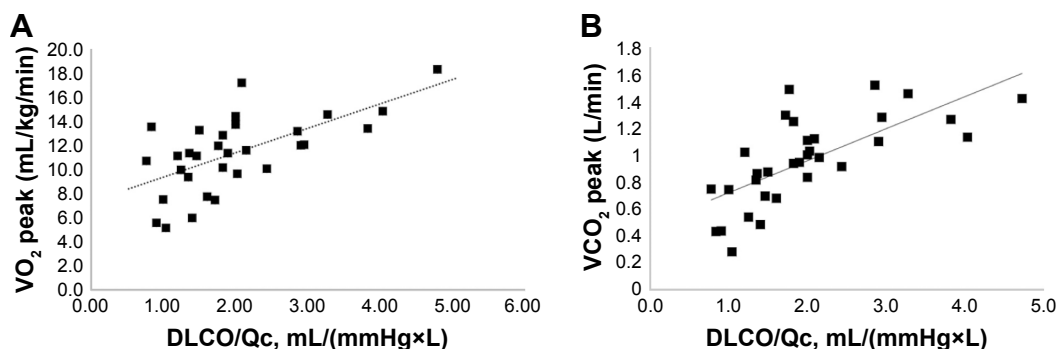 A
VO2 peak (mL/kg/min)
20.0
18.0
16.0
14.0
12.0
10.0
8.0
6.0
4.0
2.0
0.0
0.00 1.00 2.00 3.00 4.00 5.00 6.00
DLCO/Qc, mL/(mmHg×L)
B
VCO2 peak (L/min)
1.8
1.6
1.4
1.2
1
0.8
0.6
0.4
0.2
0
0.0 1.0 2.0 3.0 4.0 5.0
DLCO/Qc, mL/(mmHg×L)